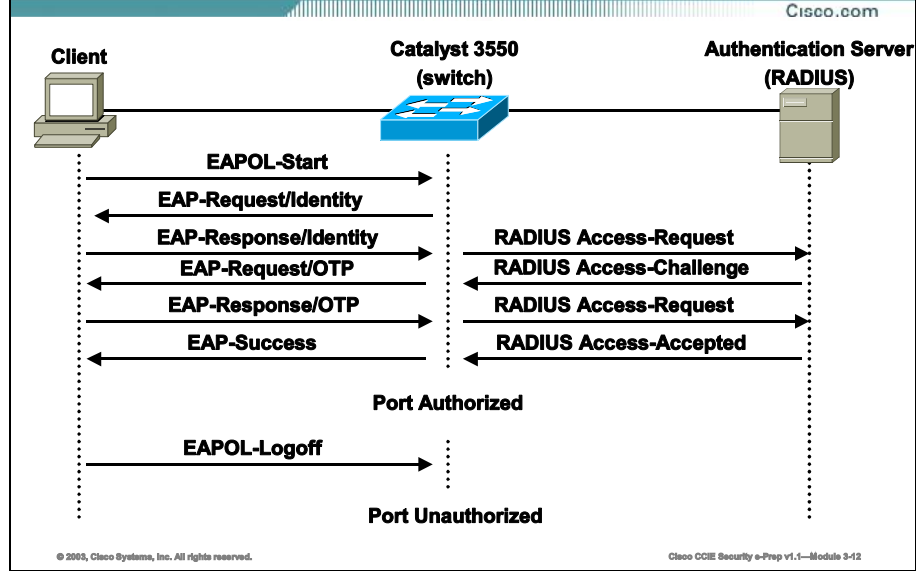 Cisco.com
Client
Catalyst 3550
(switch)
Authentication Server
(RADIUS)
EAPOL-Start
EAP-Request/Identity
EAP-Response/Identity
RADIUS Access-Request
EAP-Request/OTP
RADIUS Access-Challenge
EAP-Response/OTP
RADIUS Access-Request
EAP-Success
RADIUS Access-Accepted
Port Authorized
EAPOL-Logoff
Port Unauthorized
© 2003, Cisco Systems, Inc. All rights reserved.
Cisco CCIE Security e-Prep v1.1—Module 3-12